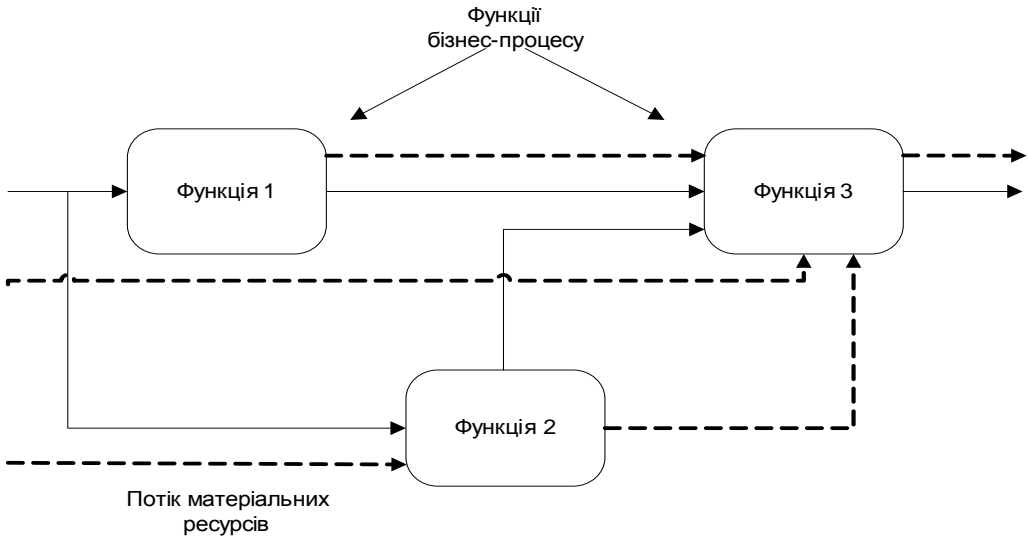 Функції
бізнес-процесу
Функція 1
Функція 3
Функція 2
Потік матеріальних
ресурсів